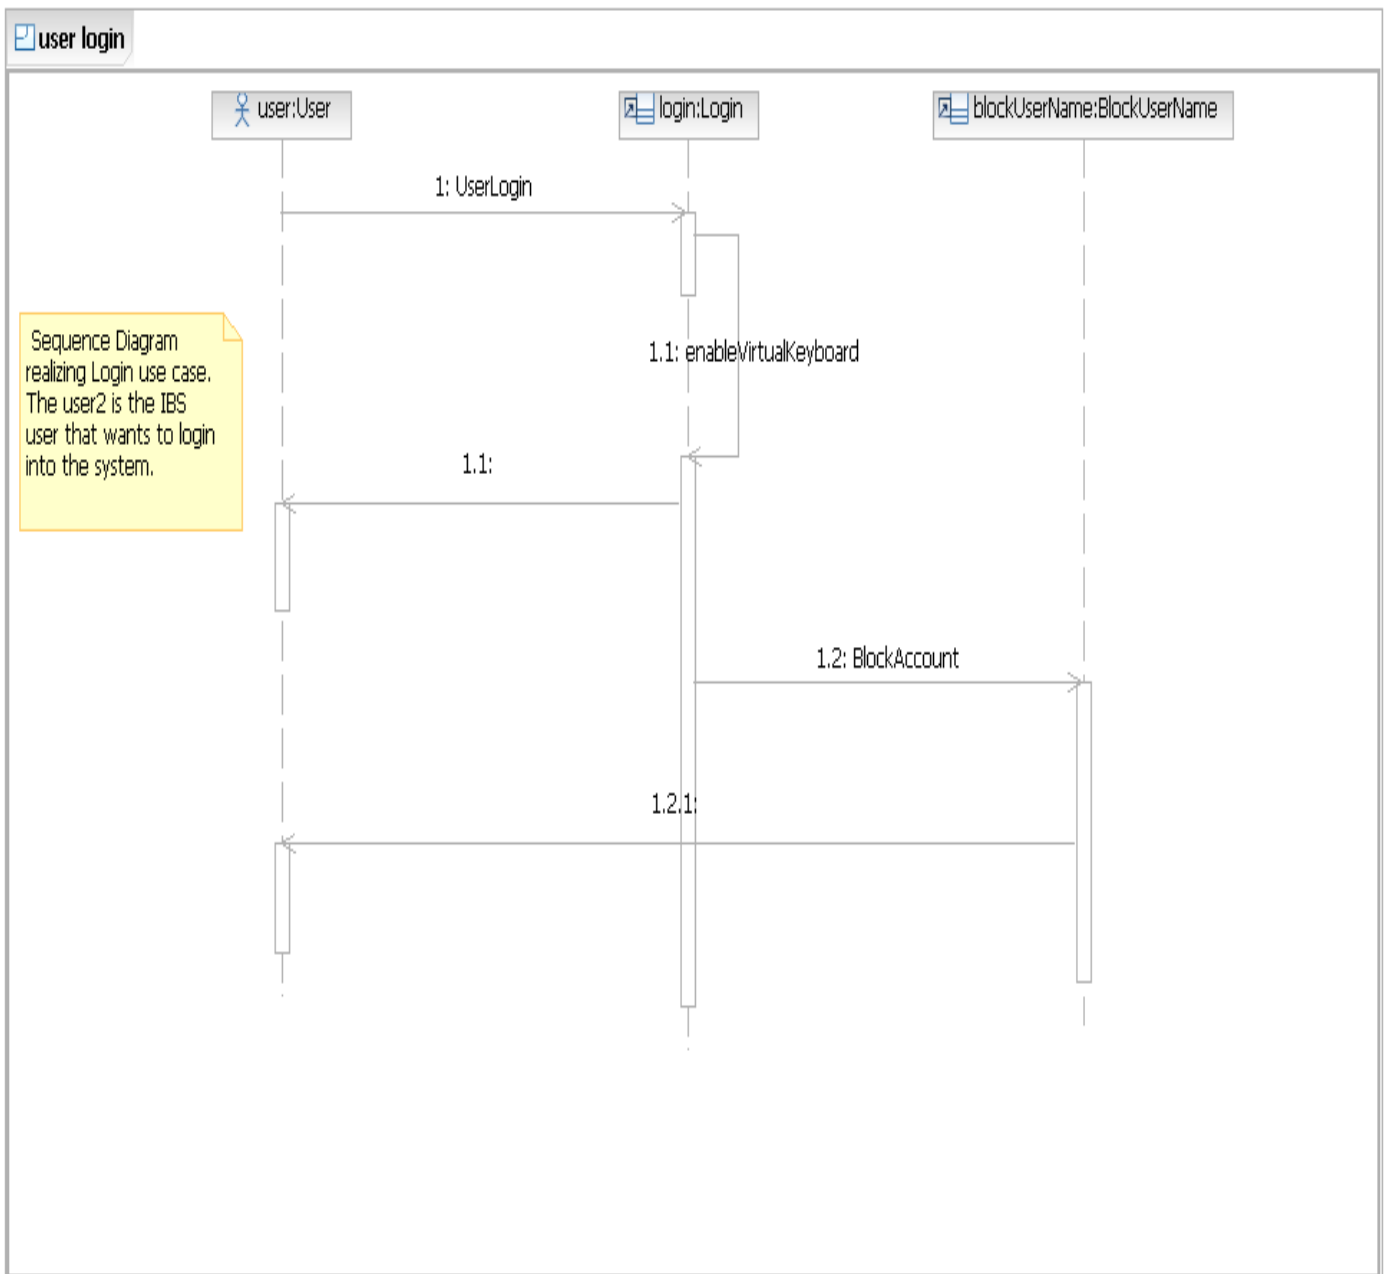 user login
user:User
login:Login
blockUserName:BlockUserName
1: UserLogin
Sequence Diagram
realizing Login use case.
The user2 is the IBS
user that wants to login
into the system.
1.1: enableVirtualKeyboard
1.1:
1.2: BlockAccount
1.2.1: